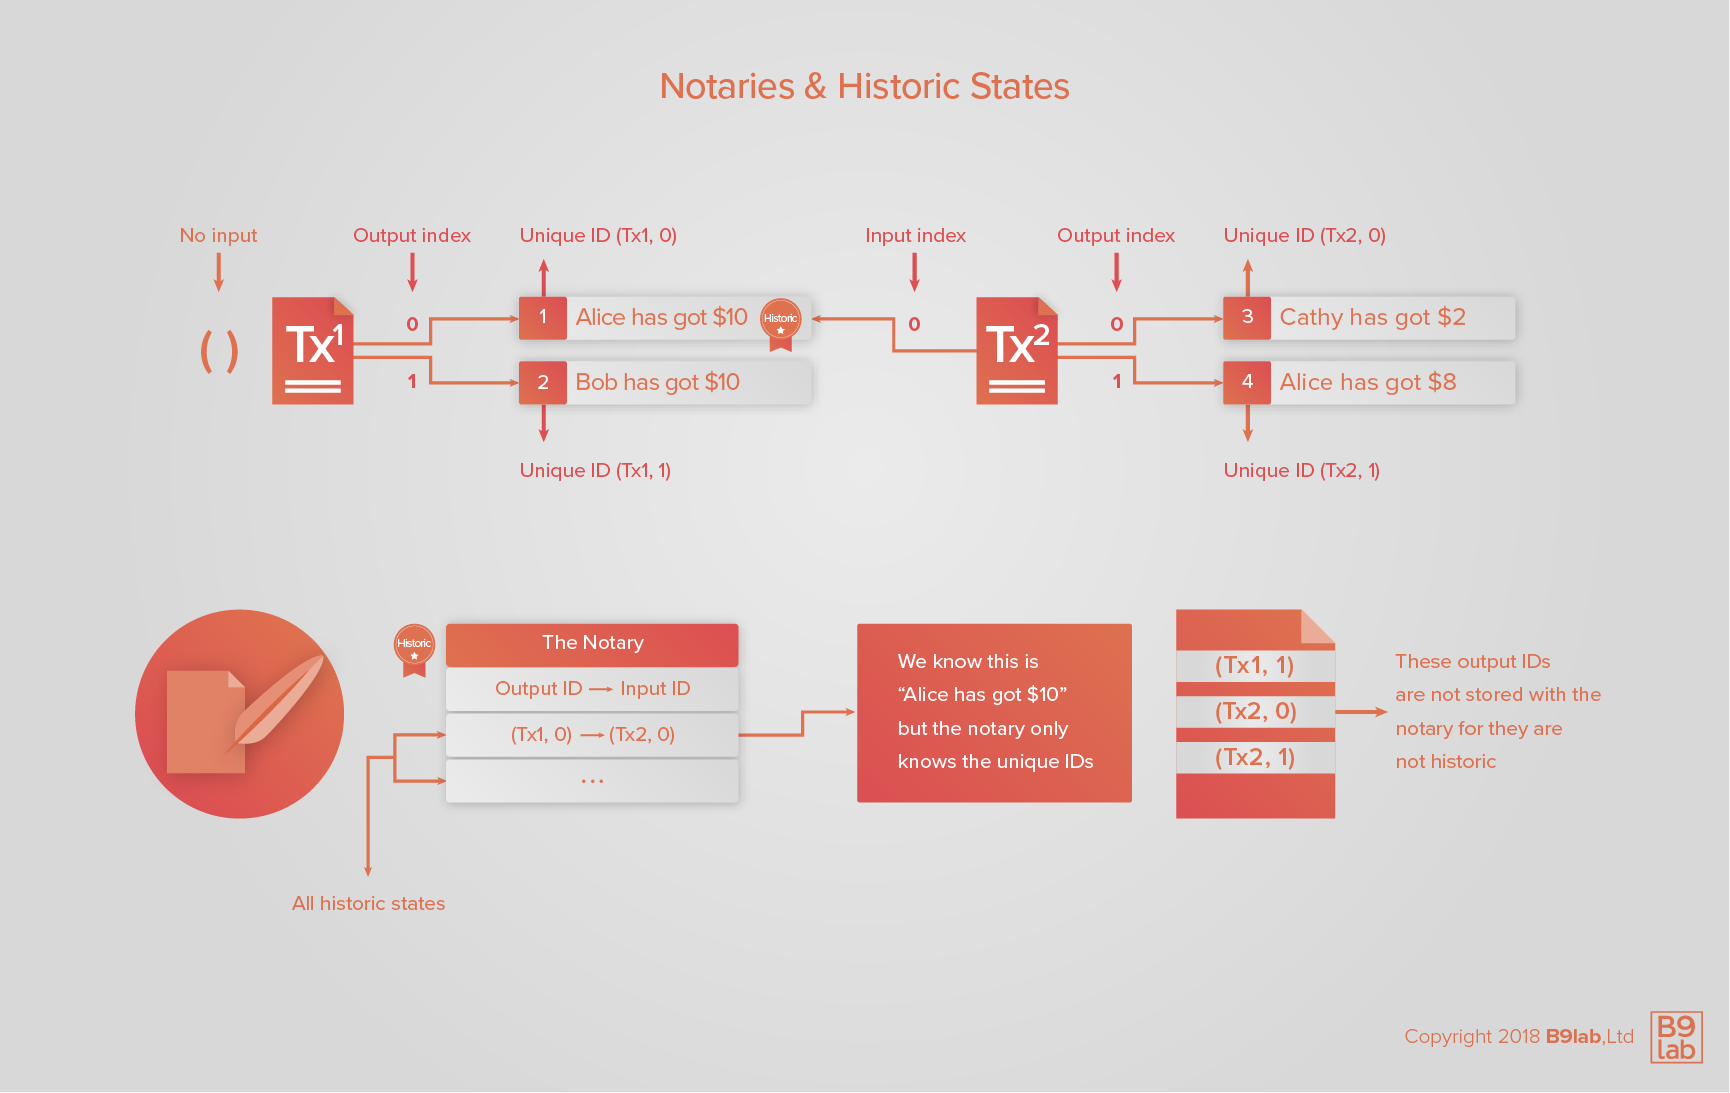 Notaries & Historic States
No input
Output index
Unique ID (Tx1, 0)
Input index
Output index
Unique ID (Tx2, 0)
( )
Tx1
0
1
1 Alice has got $10
Historic
2 Bob has got $10
0
Tx2
0
1
3 Cathy has got $2
4 Alice has got $8
Unique ID (Tx1, 1)
Unique ID (Tx2, 1)
Historic
The Notary
Output ID → Input ID
(Tx1, 0) → (Tx2, 0)
...
All historic states
We know this is
“Alice has got $10”
but the notary only
knows the unique IDs
(Tx1, 1)
(Tx2, 0)
(Tx2, 1)
These output IDs
are not stored with the
notary for they are
not historic
Copyright 2018 B9lab,Ltd
B9
lab